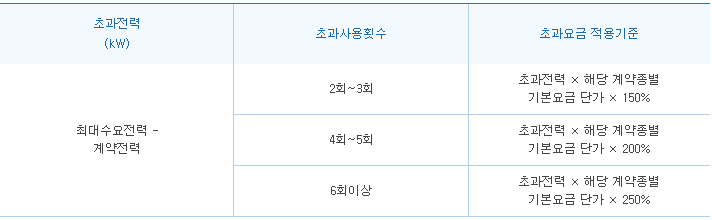 초과전력
(kW)
초과사용횟수
초과요금 적용기준
최대수요전력 -
계약전력
2회~3회
초과전력 × 해당 계약종별
기본요금 단가 × 150%
4회~5회
초과전력 × 해당 계약종별
기본요금 단가 × 200%
6회이상
초과전력 × 해당 계약종별
기본요금 단가 × 250%